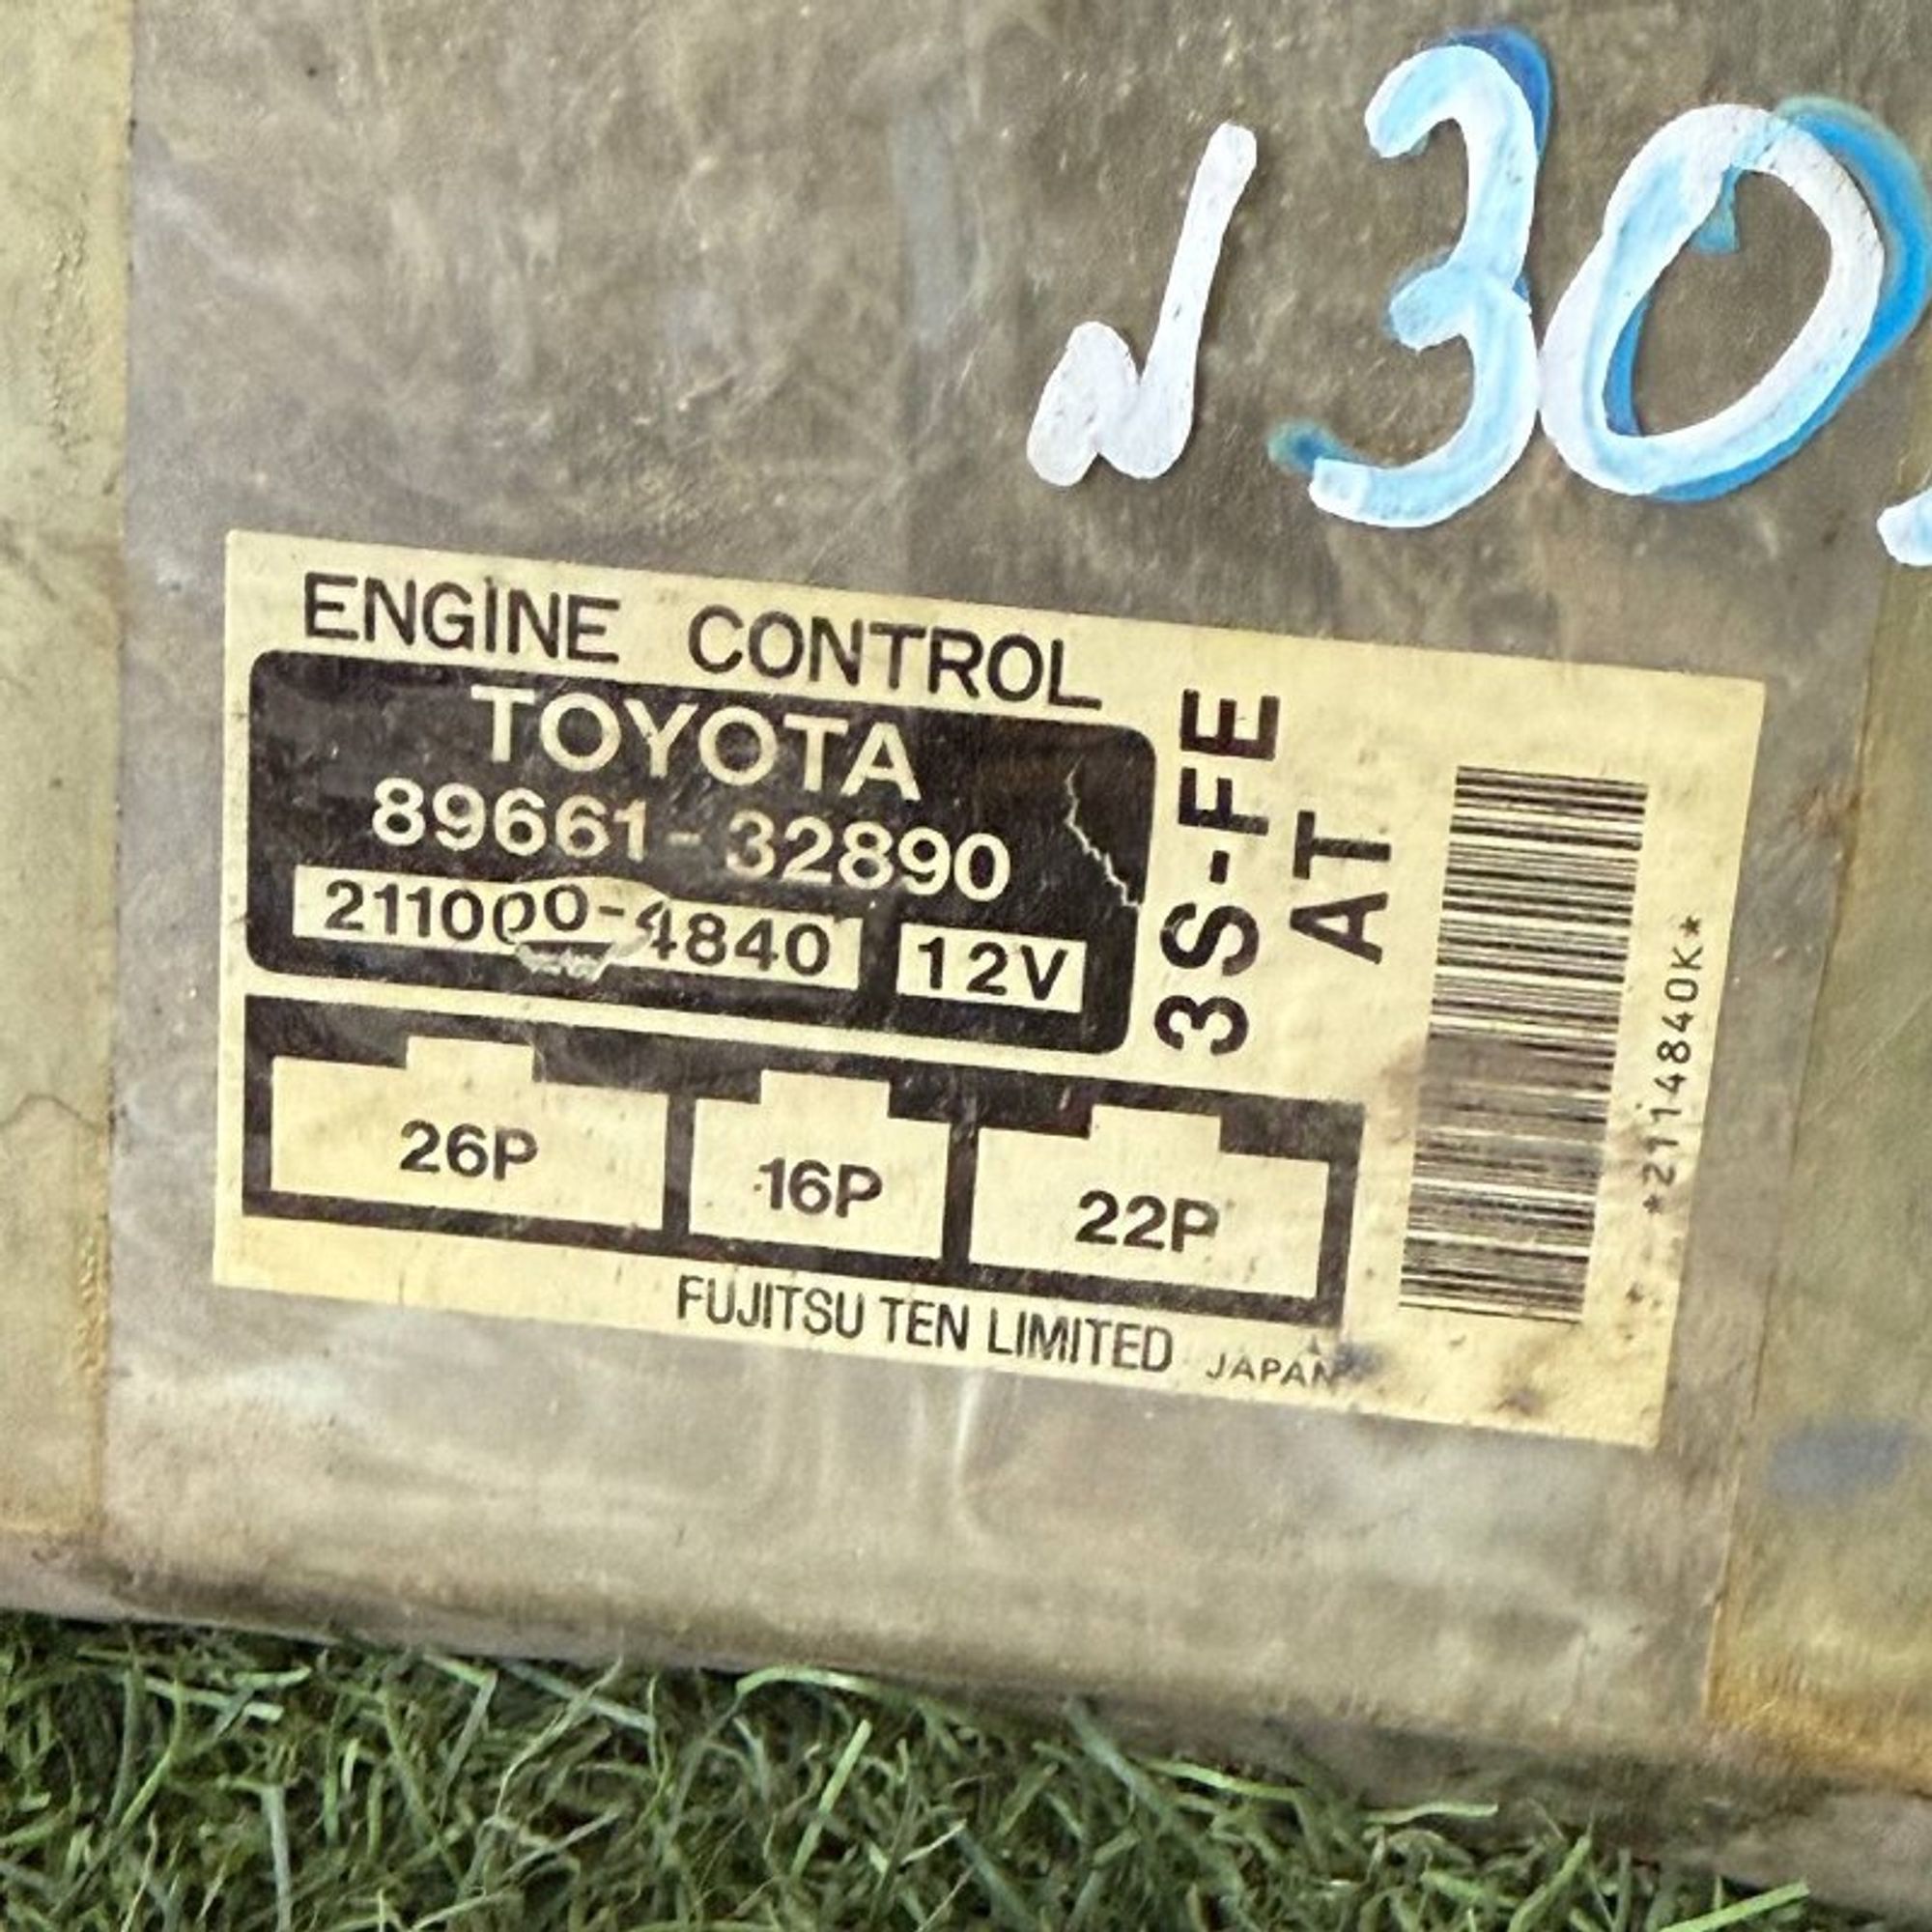 30
ENGINE CONTROL
TOYOTA
89661-32890
211000-4840 12V
3S-FE
AT
*2114840K*
26P 16P 22P
FUJITSU TEN LIMITED JAPAN